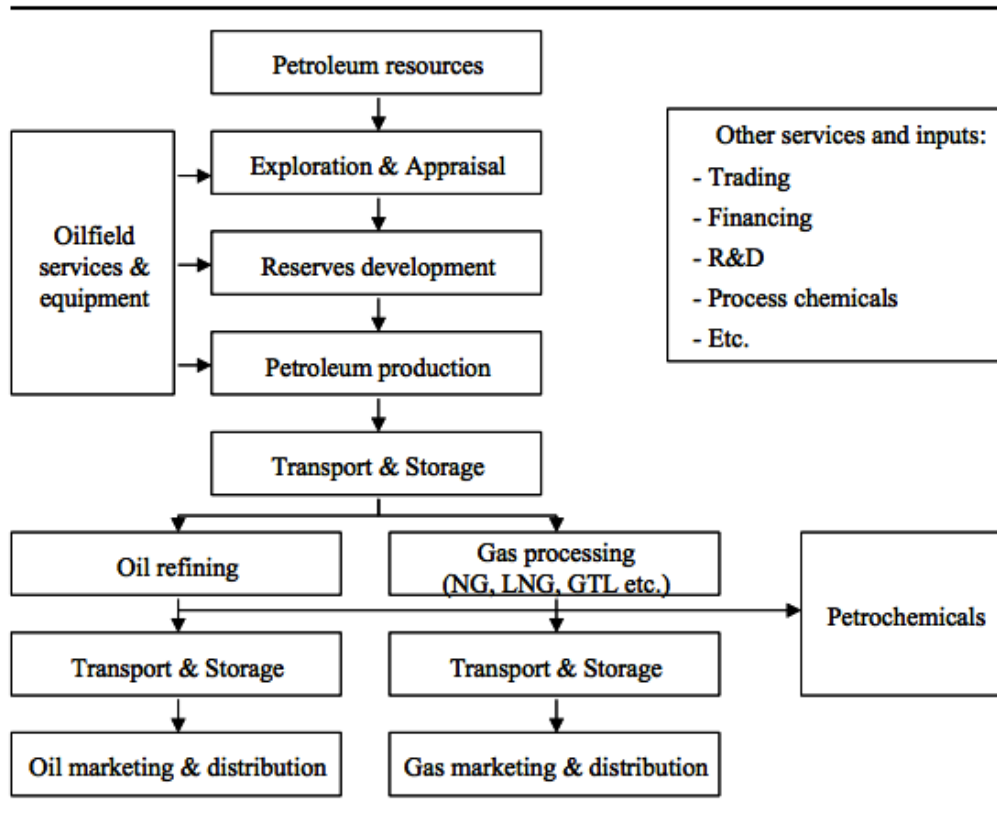 Petroleum resources
Other services and inputs:
- Trading
- Financing
- R&D
- Process chemicals
- Etc.
Oilfield
services &
equipment
Exploration & Appraisal
Reserves development
Petroleum production
Transport & Storage
Oil refining
Gas processing
(NG, LNG, GTL etc.)
Petrochemicals
Transport & Storage
Transport & Storage
Oil marketing & distribution
Gas marketing & distribution